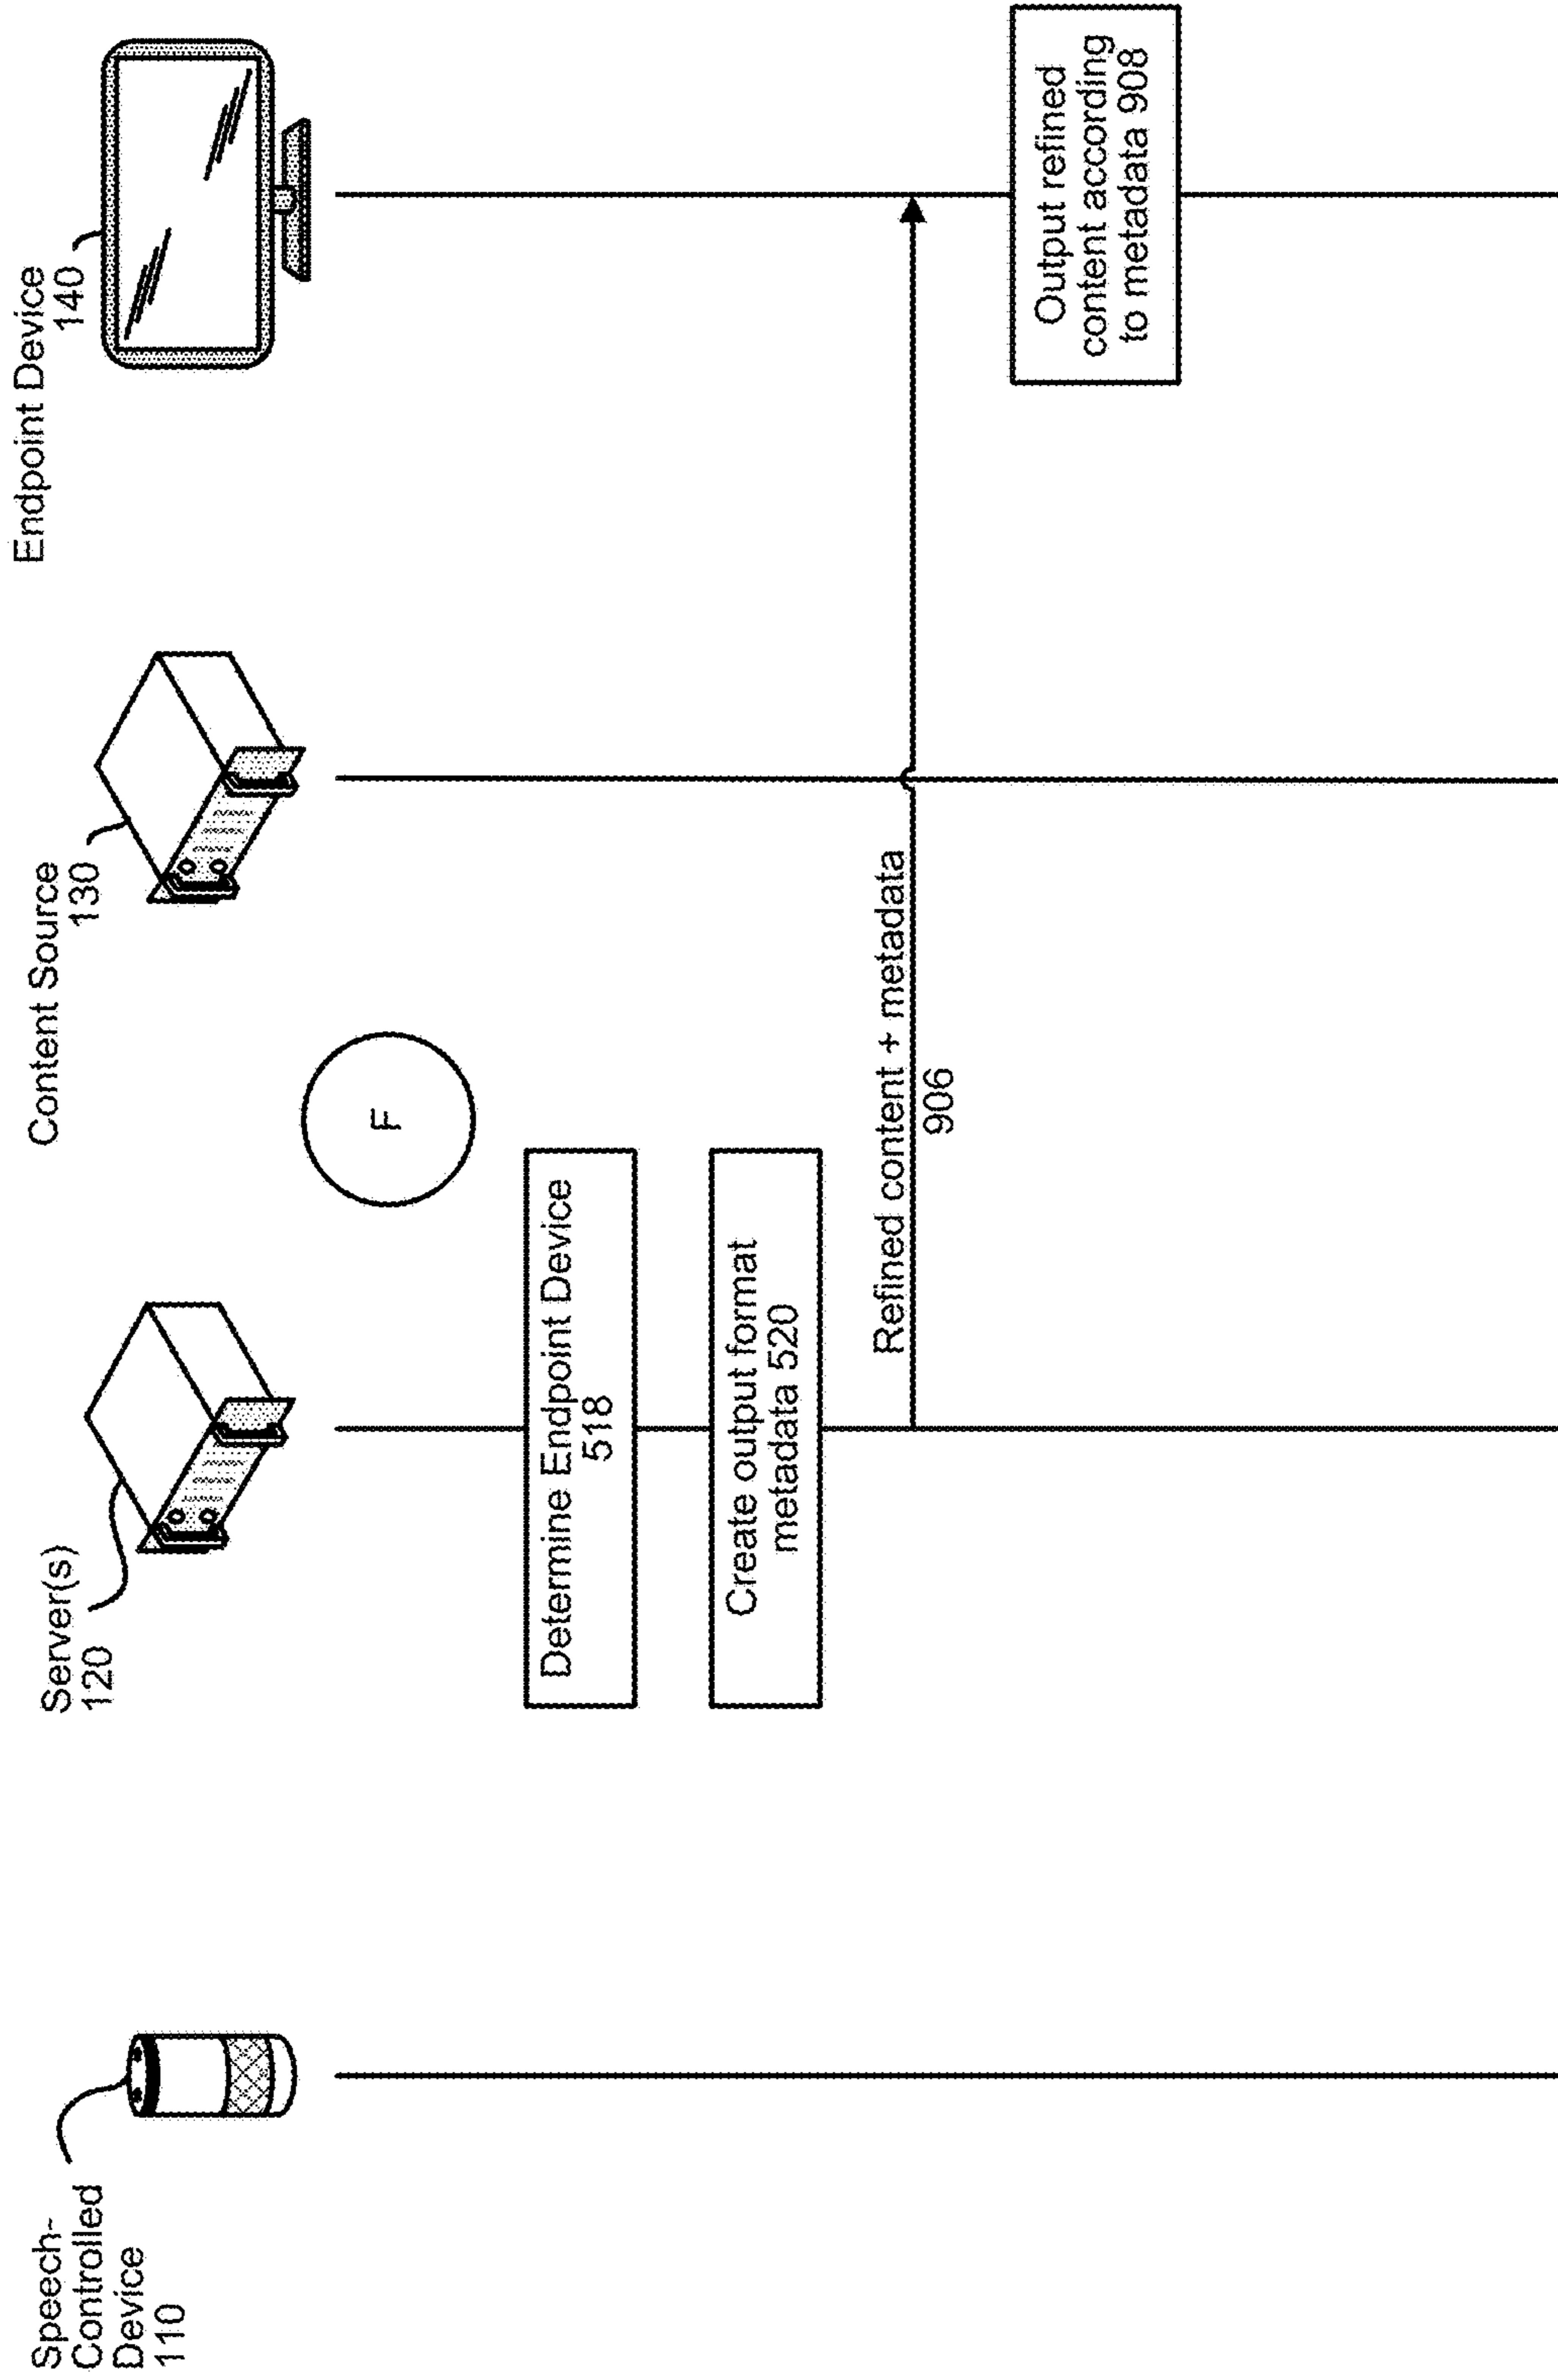 Speech-
Controlled
Device
110
Server(s)
120
Content Source
130
Endpoint Device
140
F
Determine Endpoint Device
518
Create output format
metadata 520
Refined content + metadata
906
Output refined
content according
to metadata 908